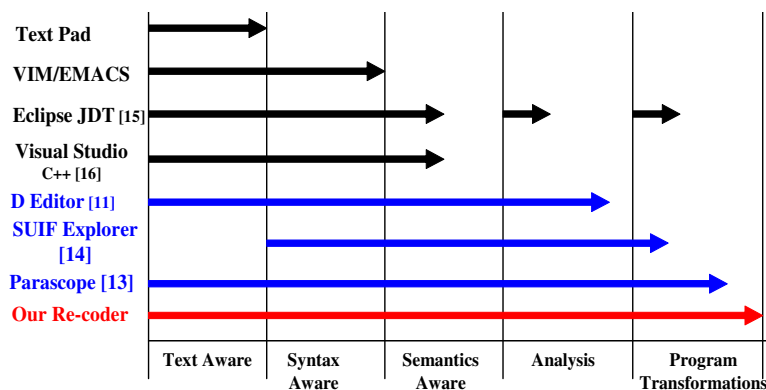 Text Pad
VIM/EMACS
Eclipse JDT [15]
Visual Studio
C++ [16]
D Editor [11]
SUIF Explorer
[14]
Parascope [13]
Our Re-coder
Text Aware
Syntax
Aware
Semantics
Aware
Analysis
Program
Transformations